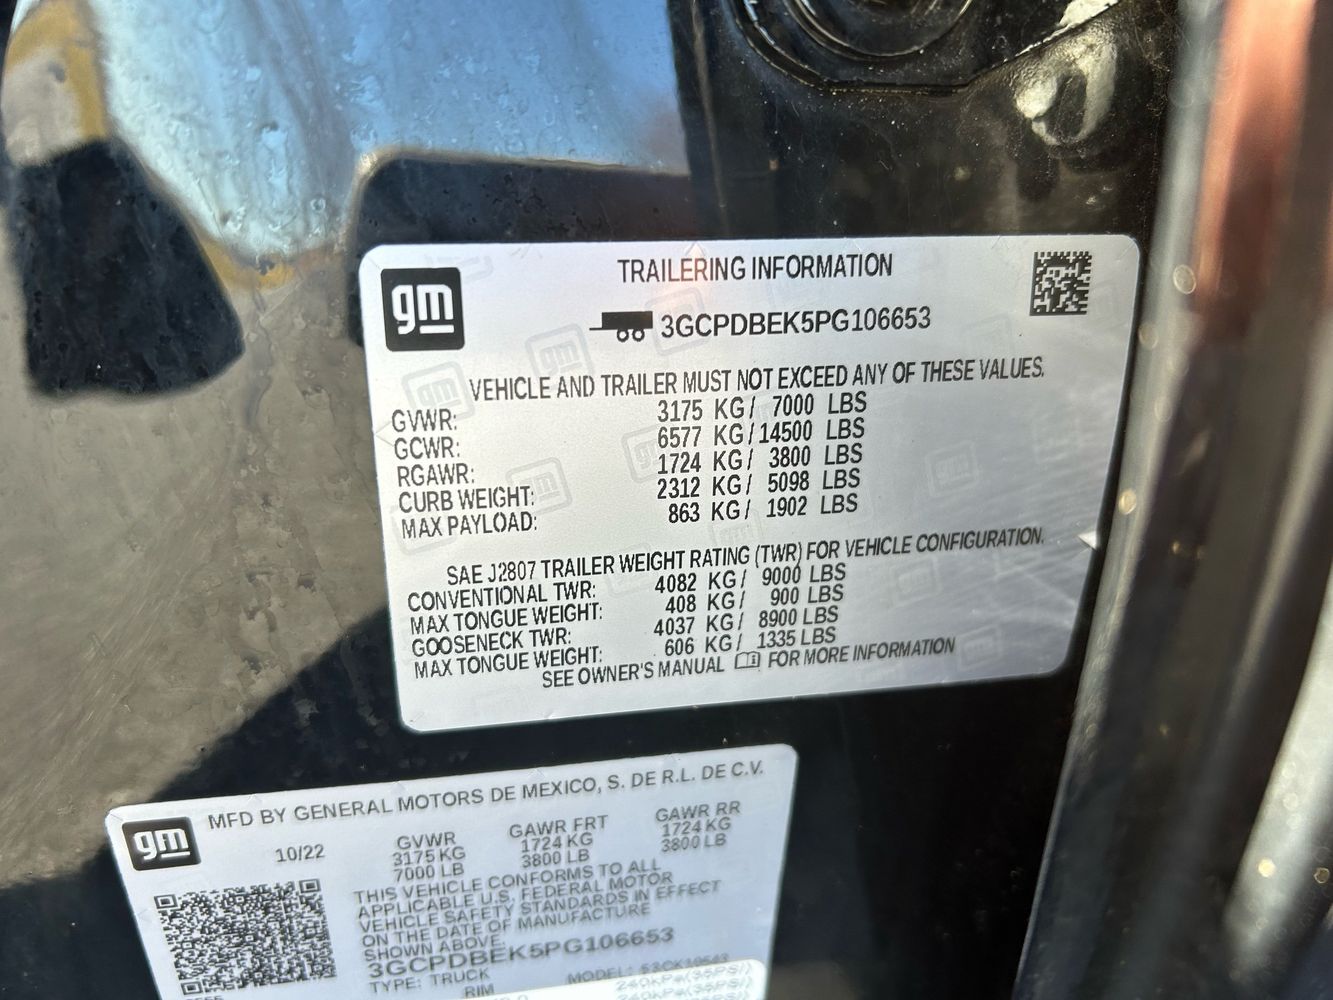 gm
TRAILERING INFORMATION
3GCPDBEK5PG106653
VEHICLE AND TRAILER MUST NOT EXCEED ANY OF THESE VALUES.
GVWR: 3175 KG/ 7000 LBS
GCWR: 6577 KG/14500 LBS
RGAWR: 1724 KG/ 3800 LBS
CURB WEIGHT: 2312 KG/ 5098 LBS
MAX PAYLOAD: 863 KG/ 1902 LBS
SAE J2807 TRAILER WEIGHT RATING (TWR) FOR VEHICLE CONFIGURATION.
CONVENTIONAL TWR: 4082 KG/ 9000 LBS
MAX TONGUE WEIGHT: 408 KG/ 900 LBS
GOOSENECK TWR: 4037 KG/ 8900 LBS
MAX TONGUE WEIGHT: 606 KG/ 1335 LBS
SEE OWNER'S MANUAL FOR MORE INFORMATION
gm
MFD BY GENERAL MOTORS DE MEXICO, S. DE R.L. DE C.V.
10/22
GVWR GAWR FRT GAWR RR
3175 KG 1724 KG 1724 KG
7000 LB 3800 LB 3800 LB
THIS VEHICLE CONFORMS TO ALL
APPLICABLE U.S. FEDERAL MOTOR
VEHICLE SAFETY STANDARDS IN EFFECT
ON THE DATE OF MANUFACTURE
SHOWN ABOVE.
3GCPDBEK5PG106653
TYPE: TRUCK MODEL:
RIM